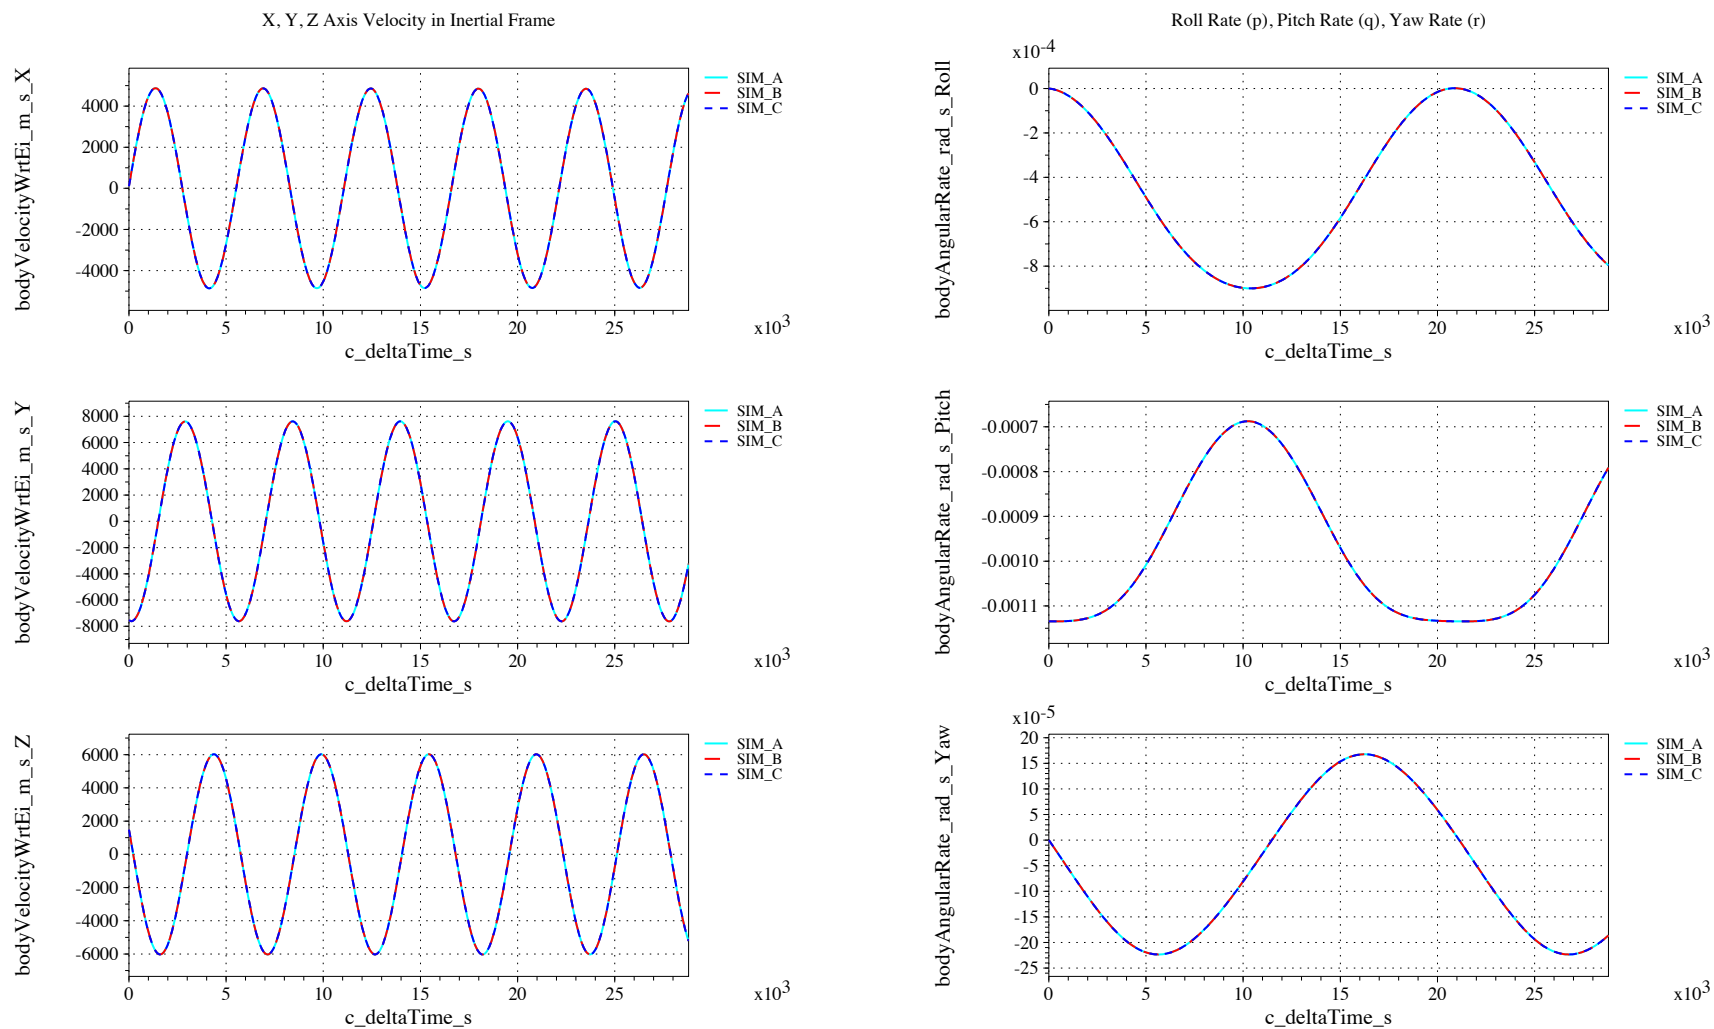 X, Y, Z Axis Velocity in Inertial Frame
bodyVelocityWrtEi_m_s_X
4000
2000
0
-2000
-4000
0 5 10 15 20 25
x10^3
c_deltaTime_s
SIM_A
SIM_B
SIM_C
bodyVelocityWrtEi_m_s_Y
8000
6000
4000
2000
0
-2000
-4000
-6000
-8000
0 5 10 15 20 25
x10^3
c_deltaTime_s
SIM_A
SIM_B
SIM_C
bodyVelocityWrtEi_m_s_Z
6000
4000
2000
0
-2000
-4000
-6000
0 5 10 15 20 25
x10^3
c_deltaTime_s
SIM_A
SIM_B
SIM_C
Roll Rate (p), Pitch Rate (q), Yaw Rate (r)
x10^-4
bodyAngularRate_rad_s_Roll
0
-2
-4
-6
-8
0 5 10 15 20 25
x10^3
c_deltaTime_s
SIM_A
SIM_B
SIM_C
bodyAngularRate_rad_s_Pitch
-0.0007
-0.0008
-0.0009
-0.0010
-0.0011
0 5 10 15 20 25
x10^3
c_deltaTime_s
SIM_A
SIM_B
SIM_C
x10^-5
bodyAngularRate_rad_s_Yaw
20
15
10
5
0
-5
-10
-15
-20
-25
0 5 10 15 20 25
x10^3
c_deltaTime_s
SIM_A
SIM_B
SIM_C